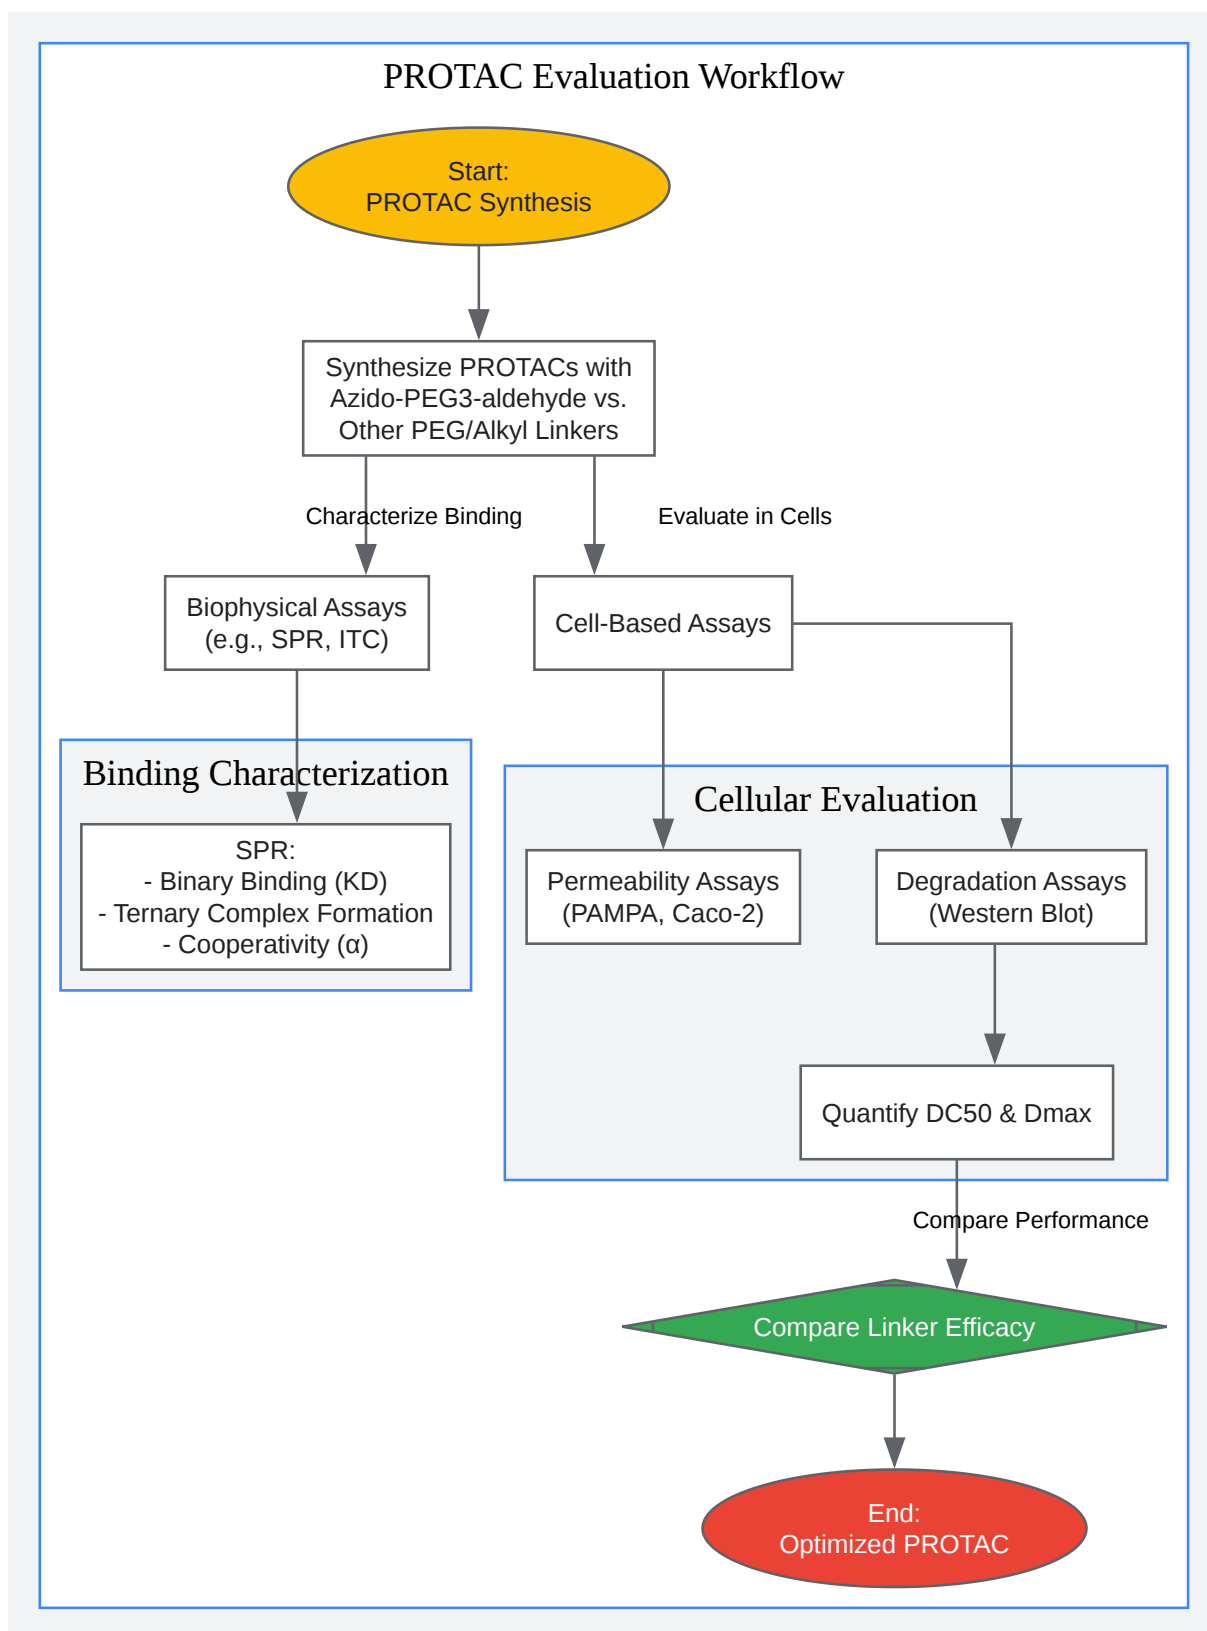 PROTAC Evaluation Workflow
Start:
PROTAC Synthesis
Synthesize PROTACs with
Azido-PEG3-aldehyde vs.
Other PEG/Alkyl Linkers
Characterize Binding
Evaluate in Cells
Biophysical Assays
(e.g., SPR, ITC)
Cell-Based Assays
Binding Characterization
SPR:
- Binary Binding (KD)
- Ternary Complex Formation
- Cooperativity (α)
Cellular Evaluation
Permeability Assays
(PAMPA, Caco-2)
Degradation Assays
(Western Blot)
Quantify DC50 & Dmax
Compare Performance
Compare Linker Efficacy
End:
Optimized PROTAC